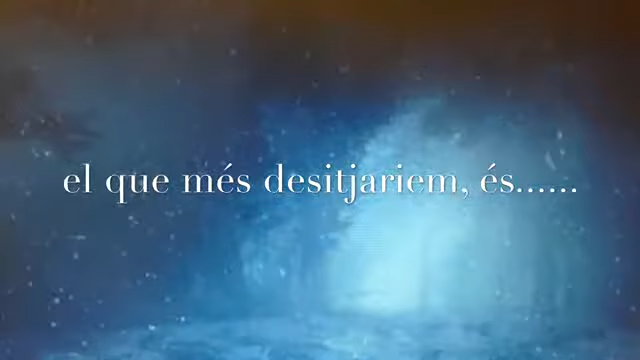 el que més desitjariem, és......